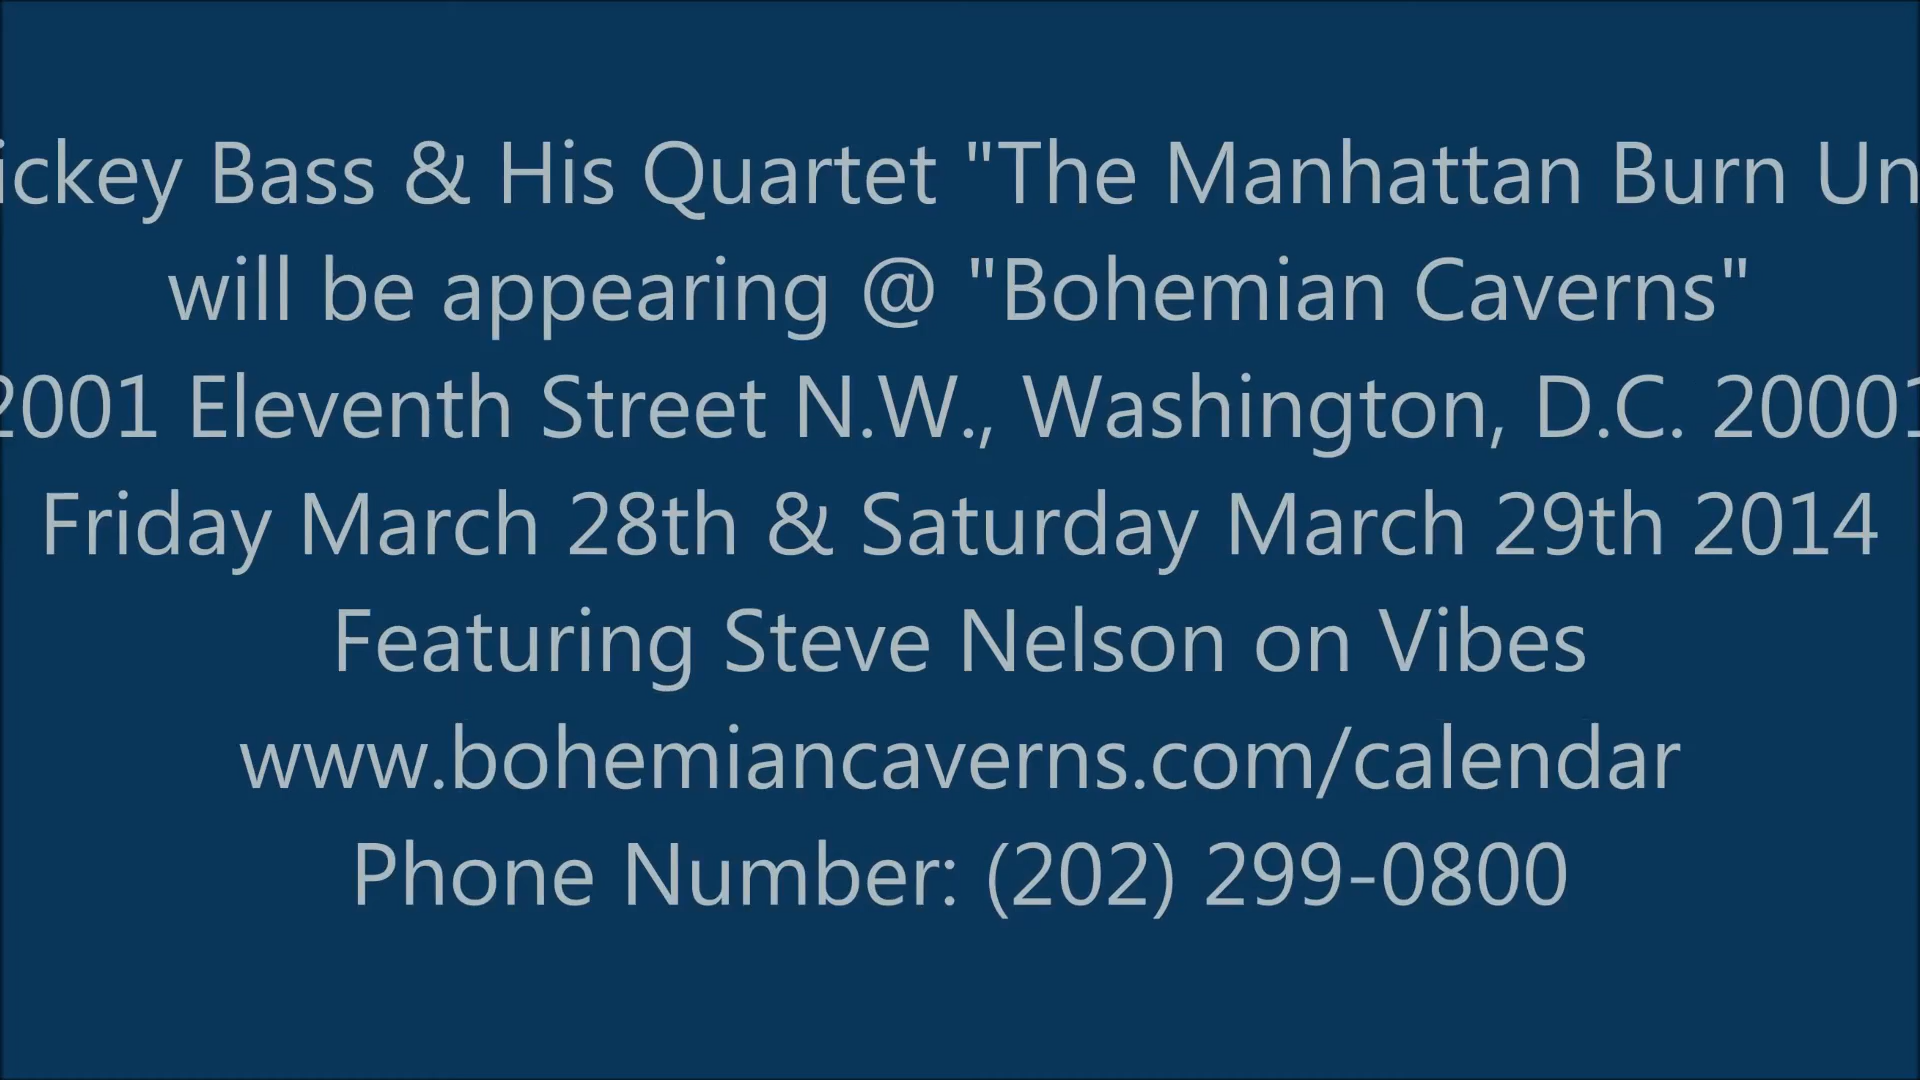 ickey Bass & His Quartet "The Manhattan Burn Un
will be appearing @ "Bohemian Caverns"
2001 Eleventh Street N.W., Washington, D.C. 20001
Friday March 28th & Saturday March 29th 2014
Featuring Steve Nelson on Vibes
www.bohemiancaverns.com/calendar
Phone Number: (202) 299-0800